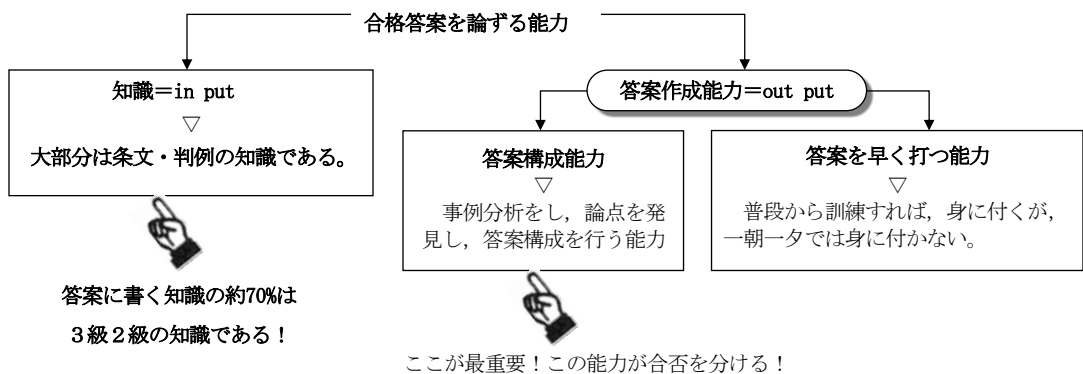 合格答案を論ずる能力
知識＝in put
▽
大部分は条文・判例の知識である。
答案に書く知識の約70%は
３級２級の知識である！
答案作成能力＝out put
答案構成能力
▽
事例分析をし，論点を発
見し，答案構成を行う能力
ここが最重要！この能力が合否を分ける！
答案を早く打つ能力
▽
普段から訓練すれば，身に付くが，
一朝一夕では身に付かない。